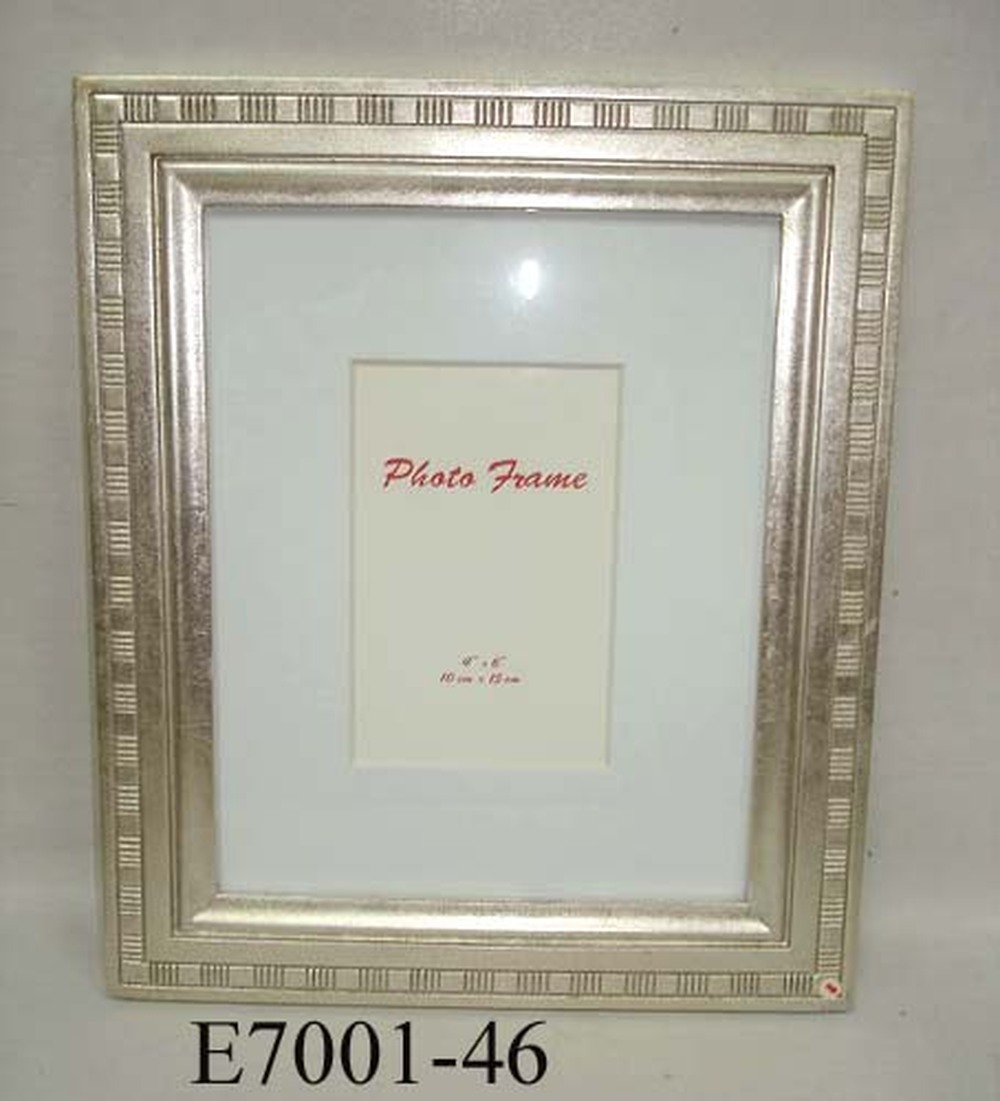 Photo Frame
4" x 6"
10 cm x 15 cm
E7001-46